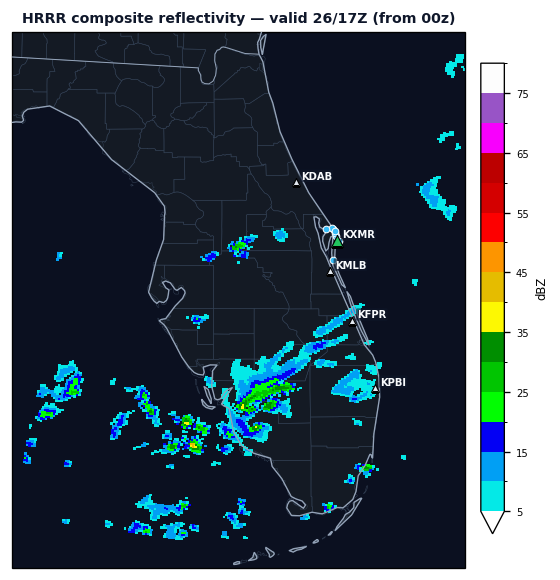 HRRR composite reflectivity — valid 26/17Z (from 00z)
KDAB
KXMR
KMLB
KFPR
KPBI
75
65
55
45
35
25
15
5
dBZ